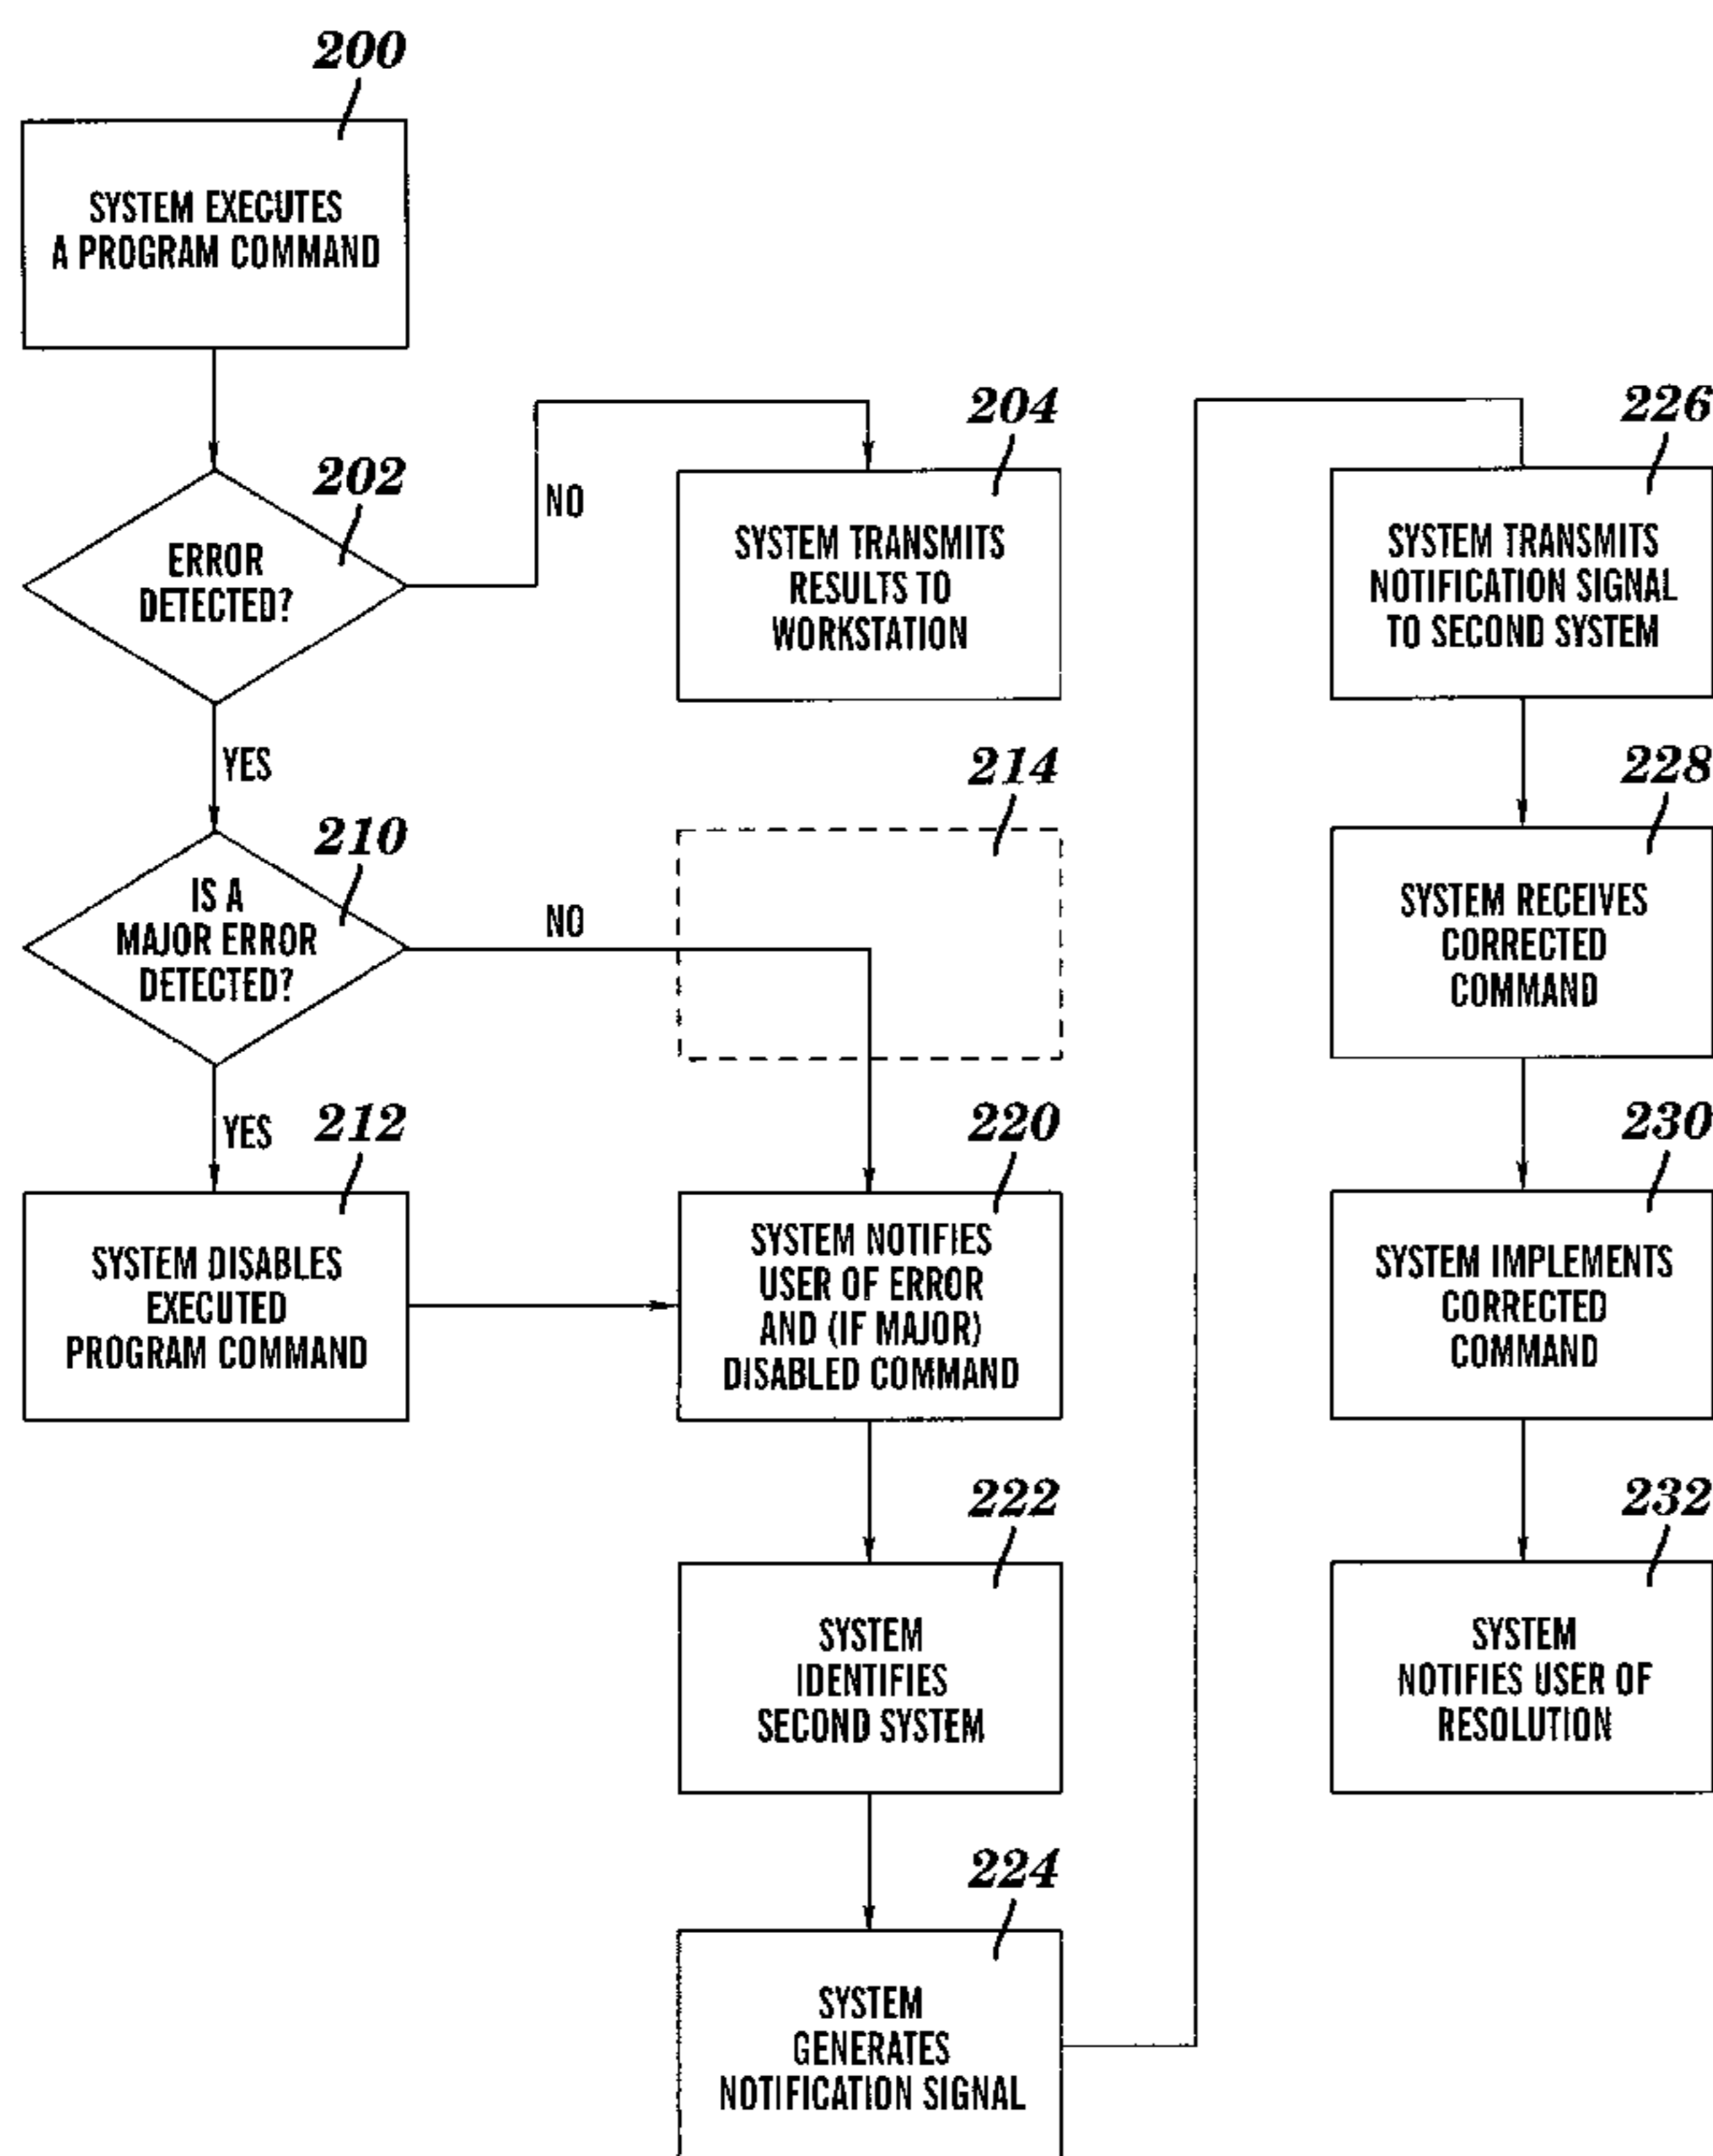 200
SYSTEM EXECUTES
A PROGRAM COMMAND
202
ERROR
DETECTED?
NO
YES
204
SYSTEM TRANSMITS
RESULTS TO
WORKSTATION
210
IS A
MAJOR ERROR
DETECTED?
NO
YES
214
212
SYSTEM DISABLES
EXECUTED
PROGRAM COMMAND
220
SYSTEM NOTIFIES
USER OF ERROR
AND (IF MAJOR)
DISABLED COMMAND
222
SYSTEM
IDENTIFIES
SECOND SYSTEM
224
SYSTEM
GENERATES
NOTIFICATION SIGNAL
226
SYSTEM TRANSMITS
NOTIFICATION SIGNAL
TO SECOND SYSTEM
228
SYSTEM RECEIVES
CORRECTED
COMMAND
230
SYSTEM IMPLEMENTS
CORRECTED
COMMAND
232
SYSTEM
NOTIFIES USER OF
RESOLUTION